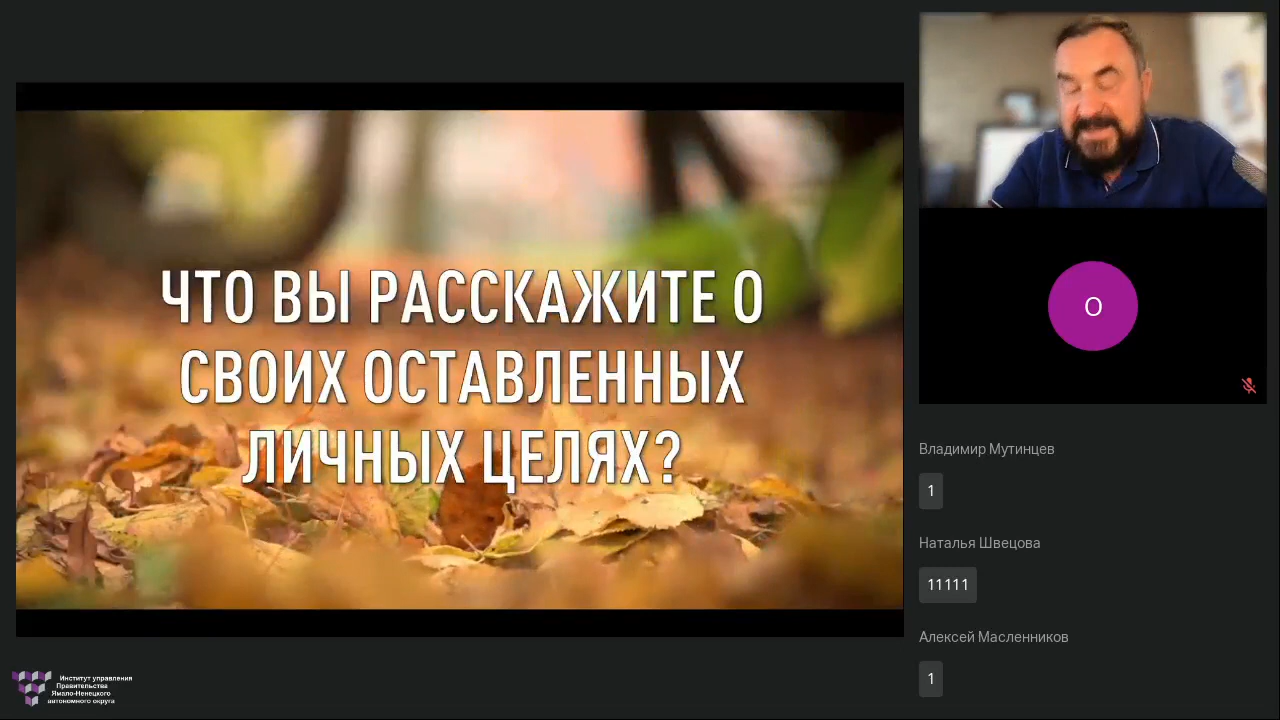 ЧТО ВЫ РАССКАЖИТЕ О
СВОИХ ОСТАВЛЕННЫХ
ЛИЧНЫХ ЦЕЛЯХ?
О
Владимир Мутинцев
1
Наталья Швецова
11111
Алексей Масленников
1
Институт управления
Правительства
Ямало-Ненецкого
автономного округа